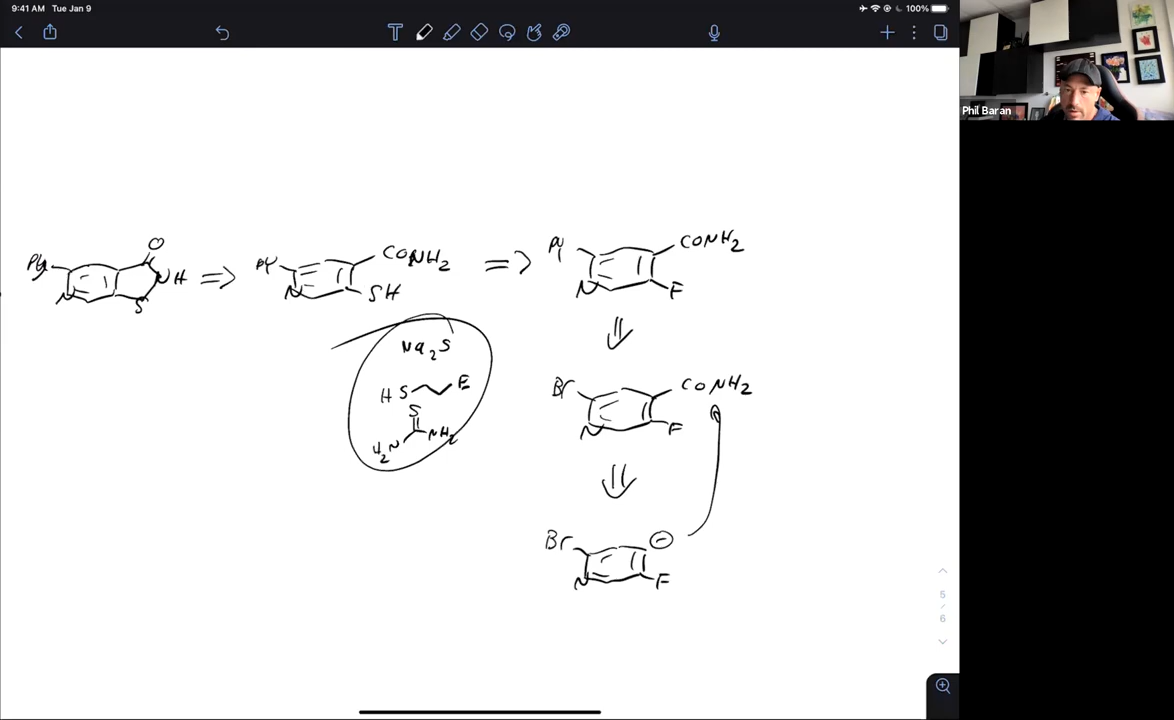 9:41 AM Tue Jan 9
100%
Phil Baran
O
Py
N
NH
S
Py
CONH2
N
SH
Py
CONH2
N
F
Na2S
HS
E
S
H2N
NH2
Br
CONH2
N
F
Br
N
F
5
/
6